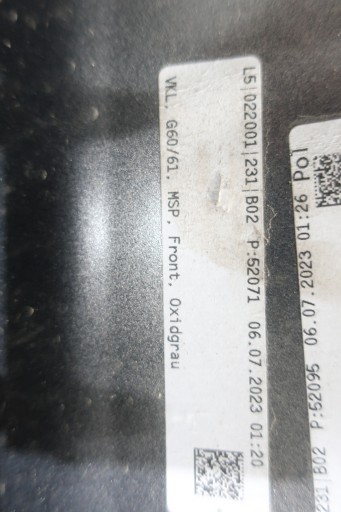 L5|022001|231|B02 P:52071 06.07.2023 01:20
VKL, G60/61, MSP, Front, Oxidgrau
231|B02 P:52095 06.07.2023 01:26 Pol